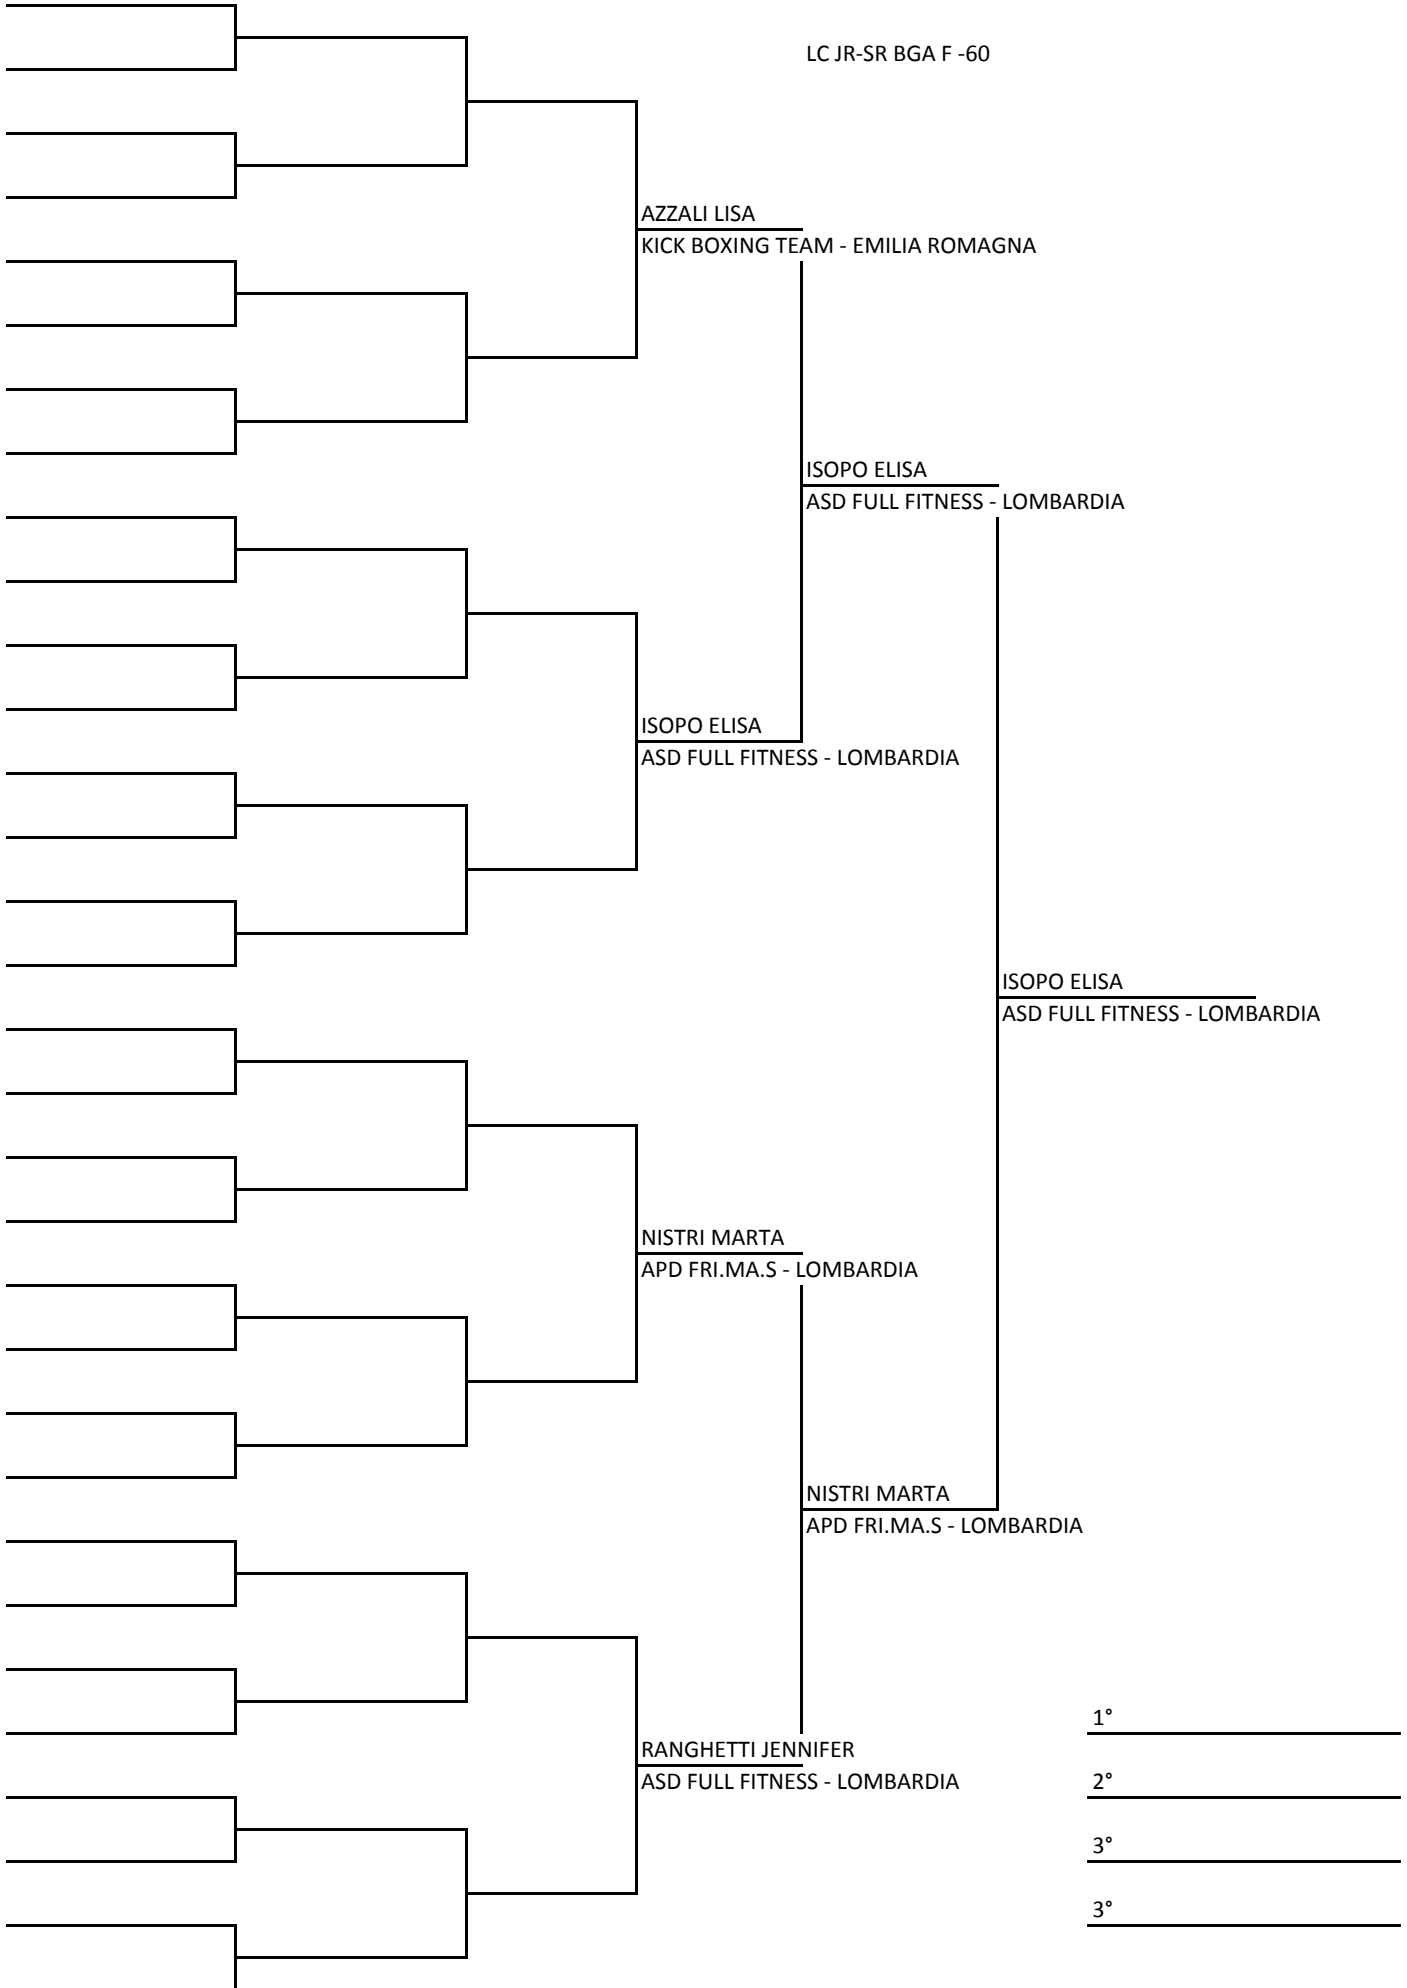 LC JR-SR BGA F -60
AZZALI LISA
KICK BOXING TEAM - EMILIA ROMAGNA
ISOPO ELISA
ASD FULL FITNESS - LOMBARDIA
ISOPO ELISA
ASD FULL FITNESS - LOMBARDIA
ISOPO ELISA
ASD FULL FITNESS - LOMBARDIA
NISTRI MARTA
APD FRI.MA.S - LOMBARDIA
NISTRI MARTA
APD FRI.MA.S - LOMBARDIA
1°
RANGHETTI JENNIFER
ASD FULL FITNESS - LOMBARDIA
2°
3°
3°